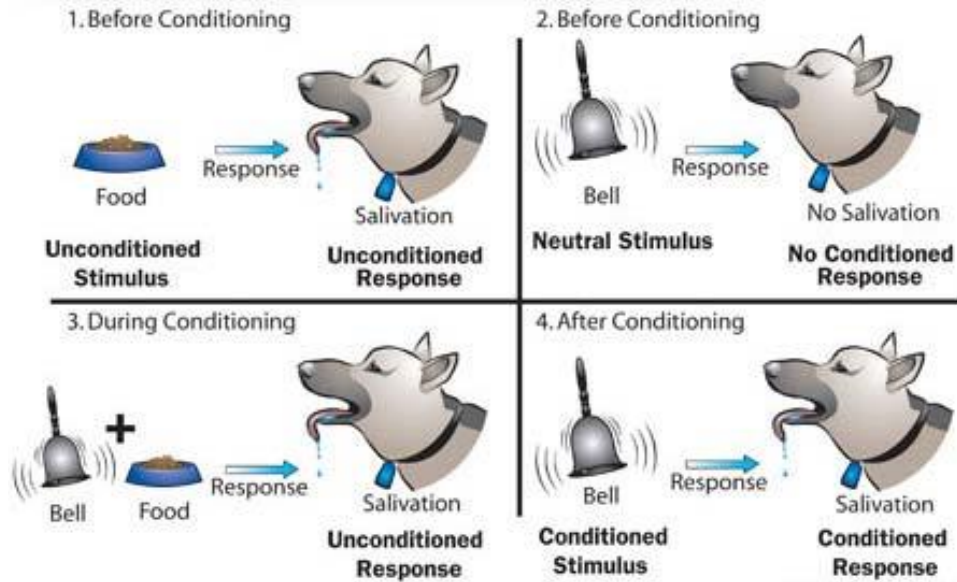 1. Before Conditioning
Response
Food
Salivation
Unconditioned
Stimulus
Unconditioned
Response
2. Before Conditioning
Response
Bell
No Salivation
Neutral Stimulus
No Conditioned
Response
3. During Conditioning
+
Response
Bell
Food
Salivation
Unconditioned
Response
4. After Conditioning
Response
Bell
Salivation
Conditioned
Stimulus
Conditioned
Response